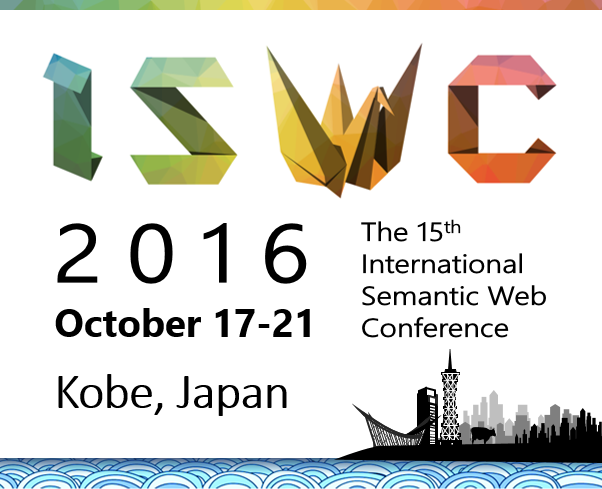 ISWC
2016
October 17-21
Kobe, Japan
The 15th
International
Semantic Web
Conference